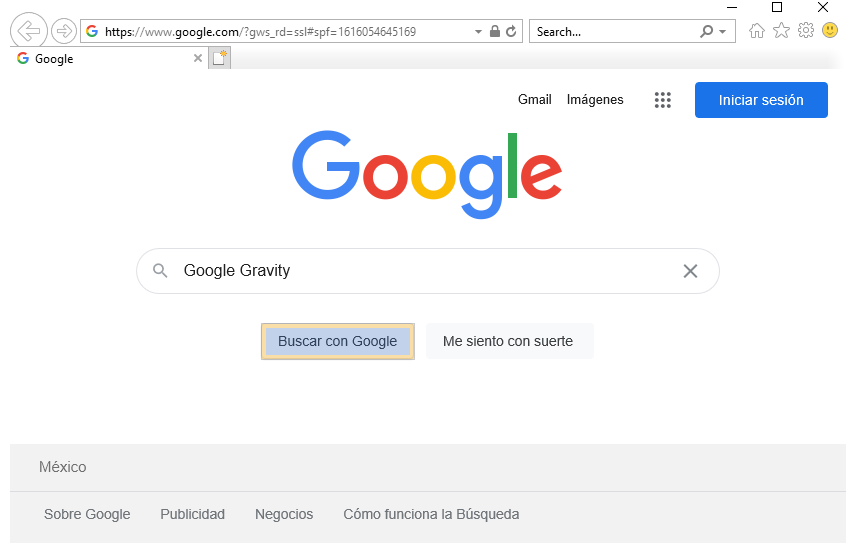 https://www.google.com/?gws_rd=ssl#spf=1616054645169
Search...
Google
Gmail Imágenes Iniciar sesión
Google
Google Gravity
Buscar con Google Me siento con suerte
México
Sobre Google Publicidad Negocios Cómo funciona la Búsqueda